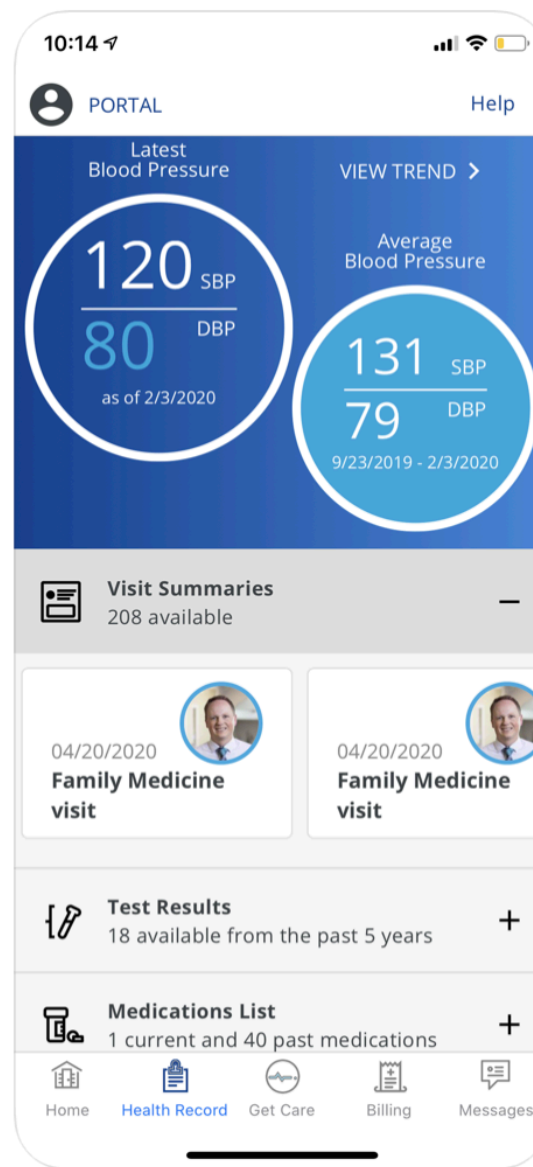 10:14
PORTAL
Help
Latest
Blood Pressure
VIEW TREND
120 SBP
80 DBP
as of 2/3/2020
Average
Blood Pressure
131 SBP
79 DBP
9/23/2019 - 2/3/2020
Visit Summaries
208 available
04/20/2020
Family Medicine
visit
04/20/2020
Family Medicine
visit
Test Results
18 available from the past 5 years
Medications List
1 current and 40 past medications
Home
Health Record
Get Care
Billing
Messages